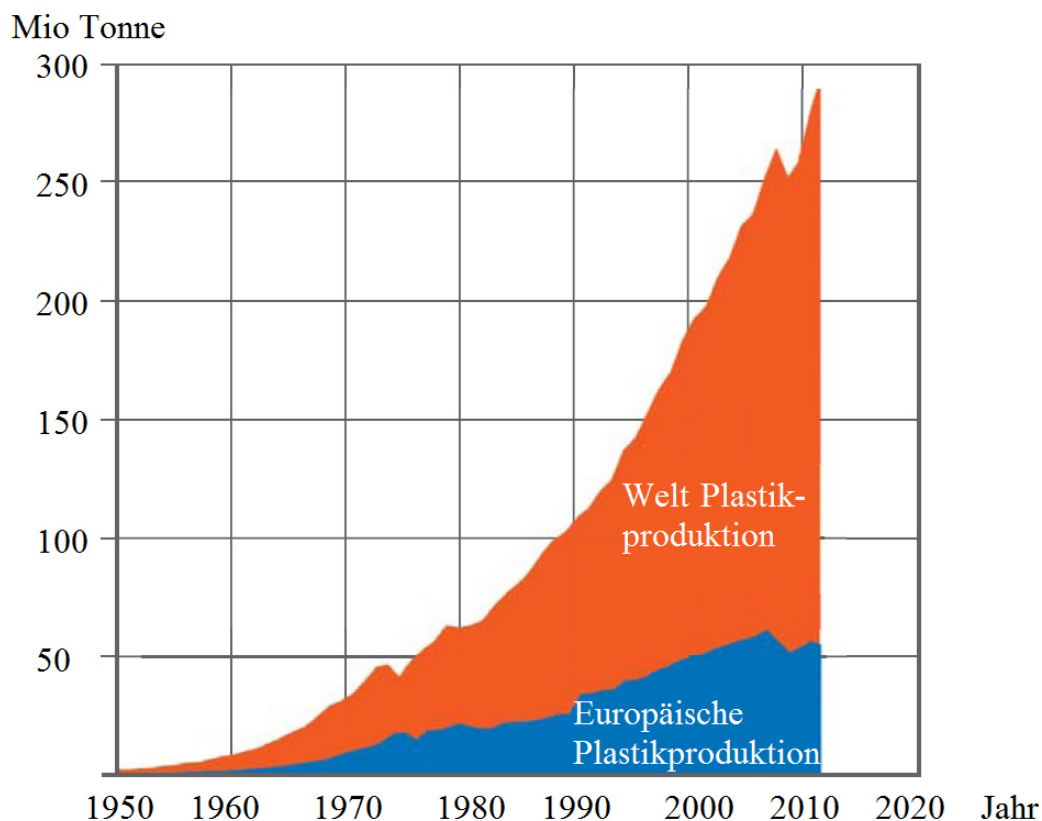 Mio Tonne
300
250
200
150
100
50
Welt Plastik-
produktion
Europäische
Plastikproduktion
1950 1960 1970 1980 1990 2000 2010 2020 Jahr